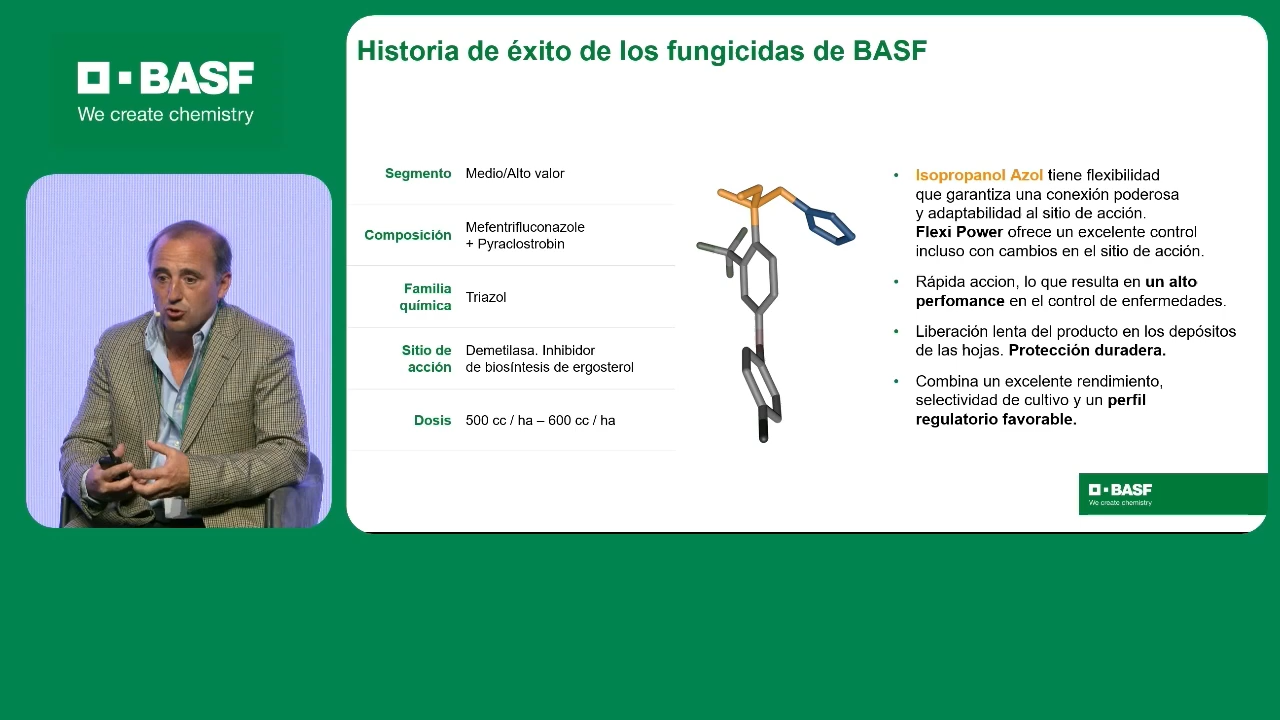 BASF
We create chemistry
Historia de éxito de los fungicidas de BASF
Segmento Medio/Alto valor
Composición Mefentrifluconazole
+ Pyraclostrobin
Familia
química
Triazol
Sitio de
acción
Demetilasa. Inhibidor
de biosíntesis de ergosterol
Dosis 500 cc / ha – 600 cc / ha
• Isopropanol Azol tiene flexibilidad
que garantiza una conexión poderosa
y adaptabilidad al sitio de acción.
Flexi Power ofrece un excelente control
incluso con cambios en el sitio de acción.
• Rápida accion, lo que resulta en un alto
perfomance en el control de enfermedades.
• Liberación lenta del producto en los depósitos
de las hojas. Protección duradera.
• Combina un excelente rendimiento,
selectividad de cultivo y un perfil
regulatorio favorable.
BASF
We create chemistry